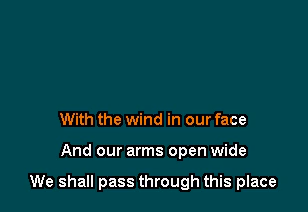 With the wind in our face
And our arms open wide
We shall pass through this place